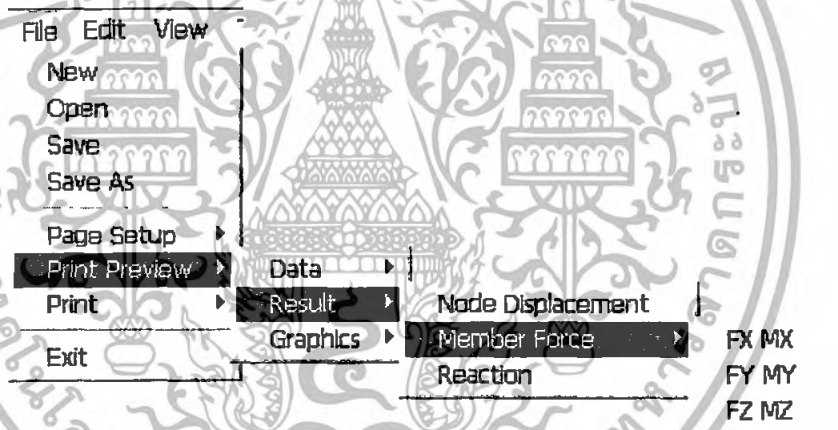 File Edit View
New
Open
Save
Save As
Page Setup
Print Preview
Print
Exit
Data
Result
Graphics
Node Displacement
Member Force
Reaction
FX MX
FY MY
FZ MZ